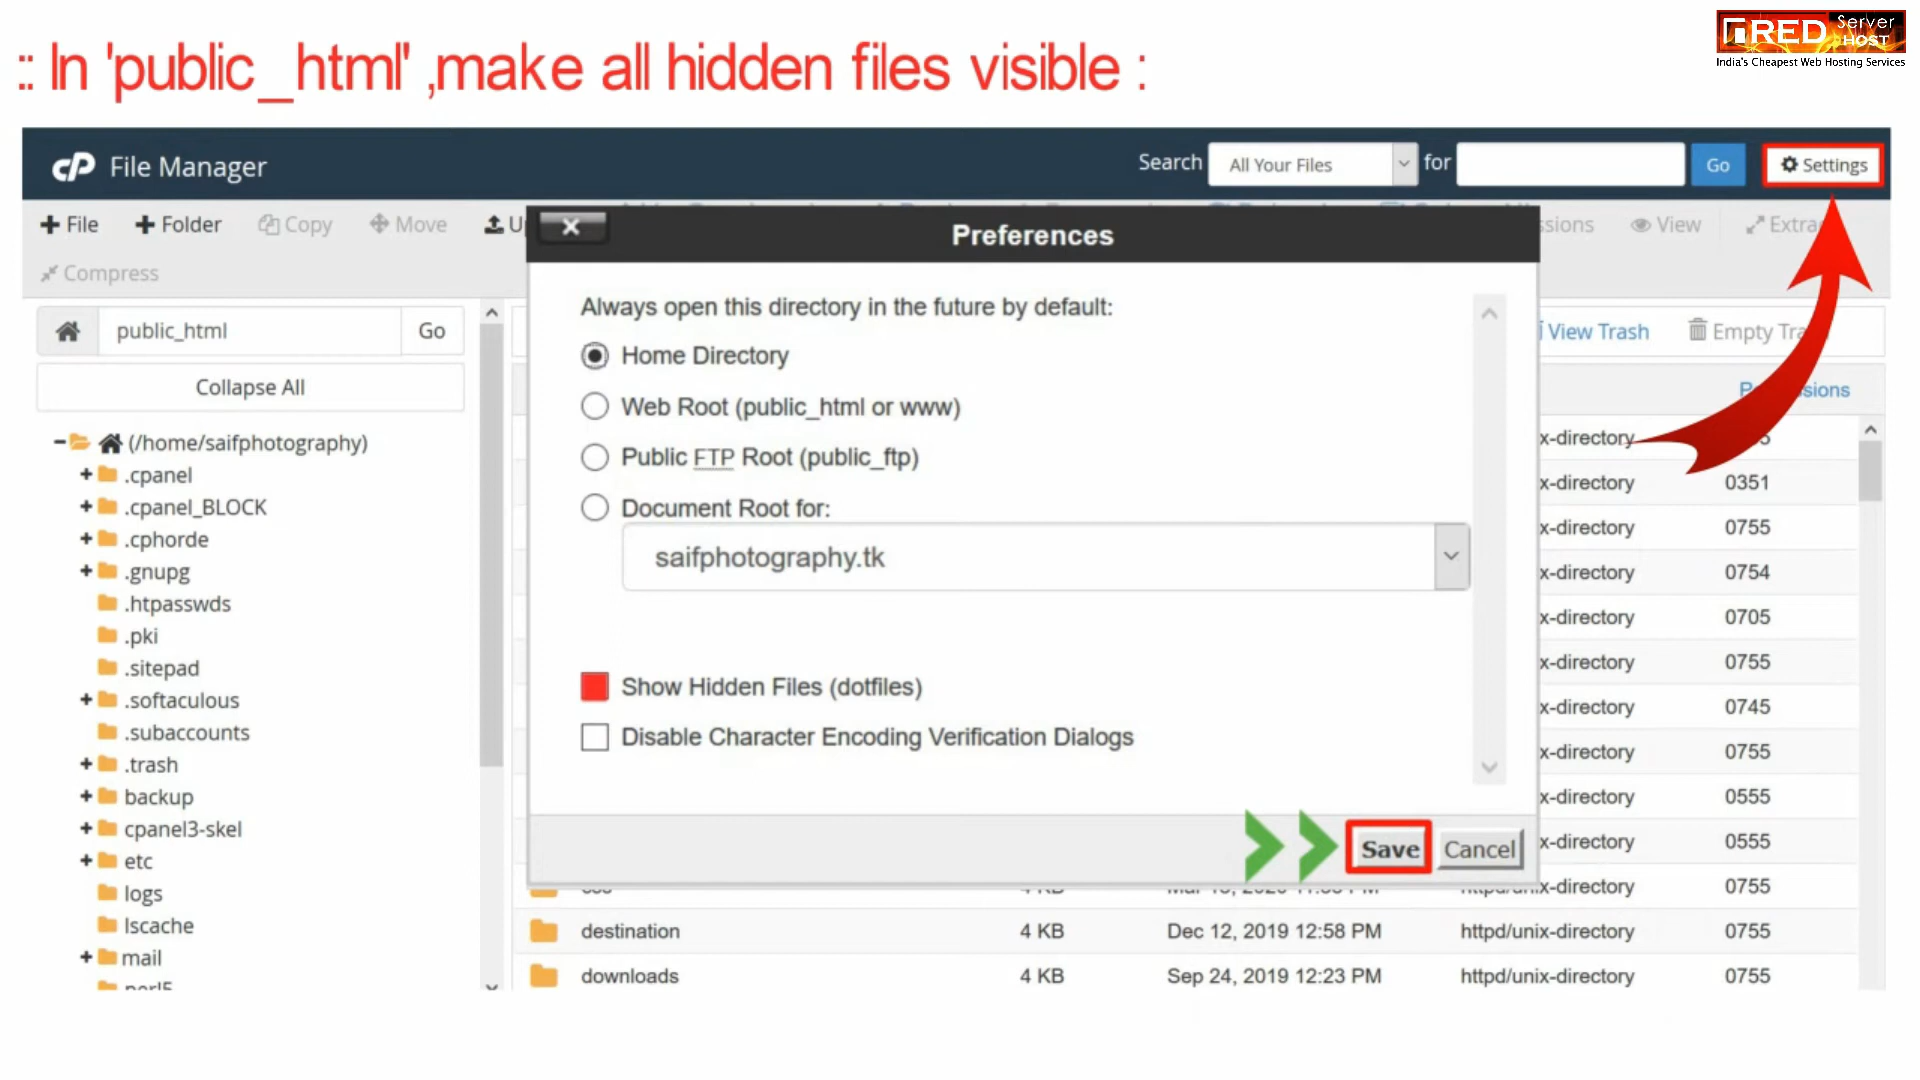 :: In 'public_html' ,make all hidden files visible :
RED Server HOST
India's Cheapest Web Hosting Services
cP File Manager
Search All Your Files for Go Settings
File Folder Copy Move View
Compress
public_html Go
Collapse All
(/home/saifphotography)
.cpanel
.cpanel_BLOCK
.cphorde
.gnupg
.htpasswds
.pki
.sitepad
.softaculous
.subaccounts
.trash
backup
cpanel3-skel
etc
logs
lscache
mail
perl5
Preferences
Always open this directory in the future by default:
Home Directory
Web Root (public_html or www)
Public FTP Root (public_ftp)
Document Root for:
saifphotography.tk
Show Hidden Files (dotfiles)
Disable Character Encoding Verification Dialogs
Save Cancel
View Trash Empty
x-directory
x-directory 0351
x-directory 0755
x-directory 0754
x-directory 0705
x-directory 0755
x-directory 0745
x-directory 0755
x-directory 0555
x-directory 0555
x-directory 0755
destination 4 KB Dec 12, 2019 12:58 PM httpd/unix-directory 0755
downloads 4 KB Sep 24, 2019 12:23 PM httpd/unix-directory 0755